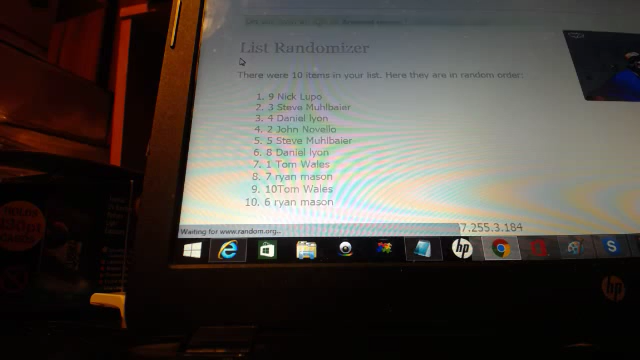 List Randomizer
There were 10 items in your list. Here they are in random order:
1. 9 Nick Lupo
2. 3 Steve Muhlbaier
3. 4 Daniel lyon
4. 2 John Novello
5. 5 Steve Muhlbaier
6. 8 Daniel lyon
7. 1 Tom Wales
8. 7 ryan mason
9. 10Tom Wales
10. 6 ryan mason
Waiting for www.random.org...
7.255.3.184
hp
S
hp